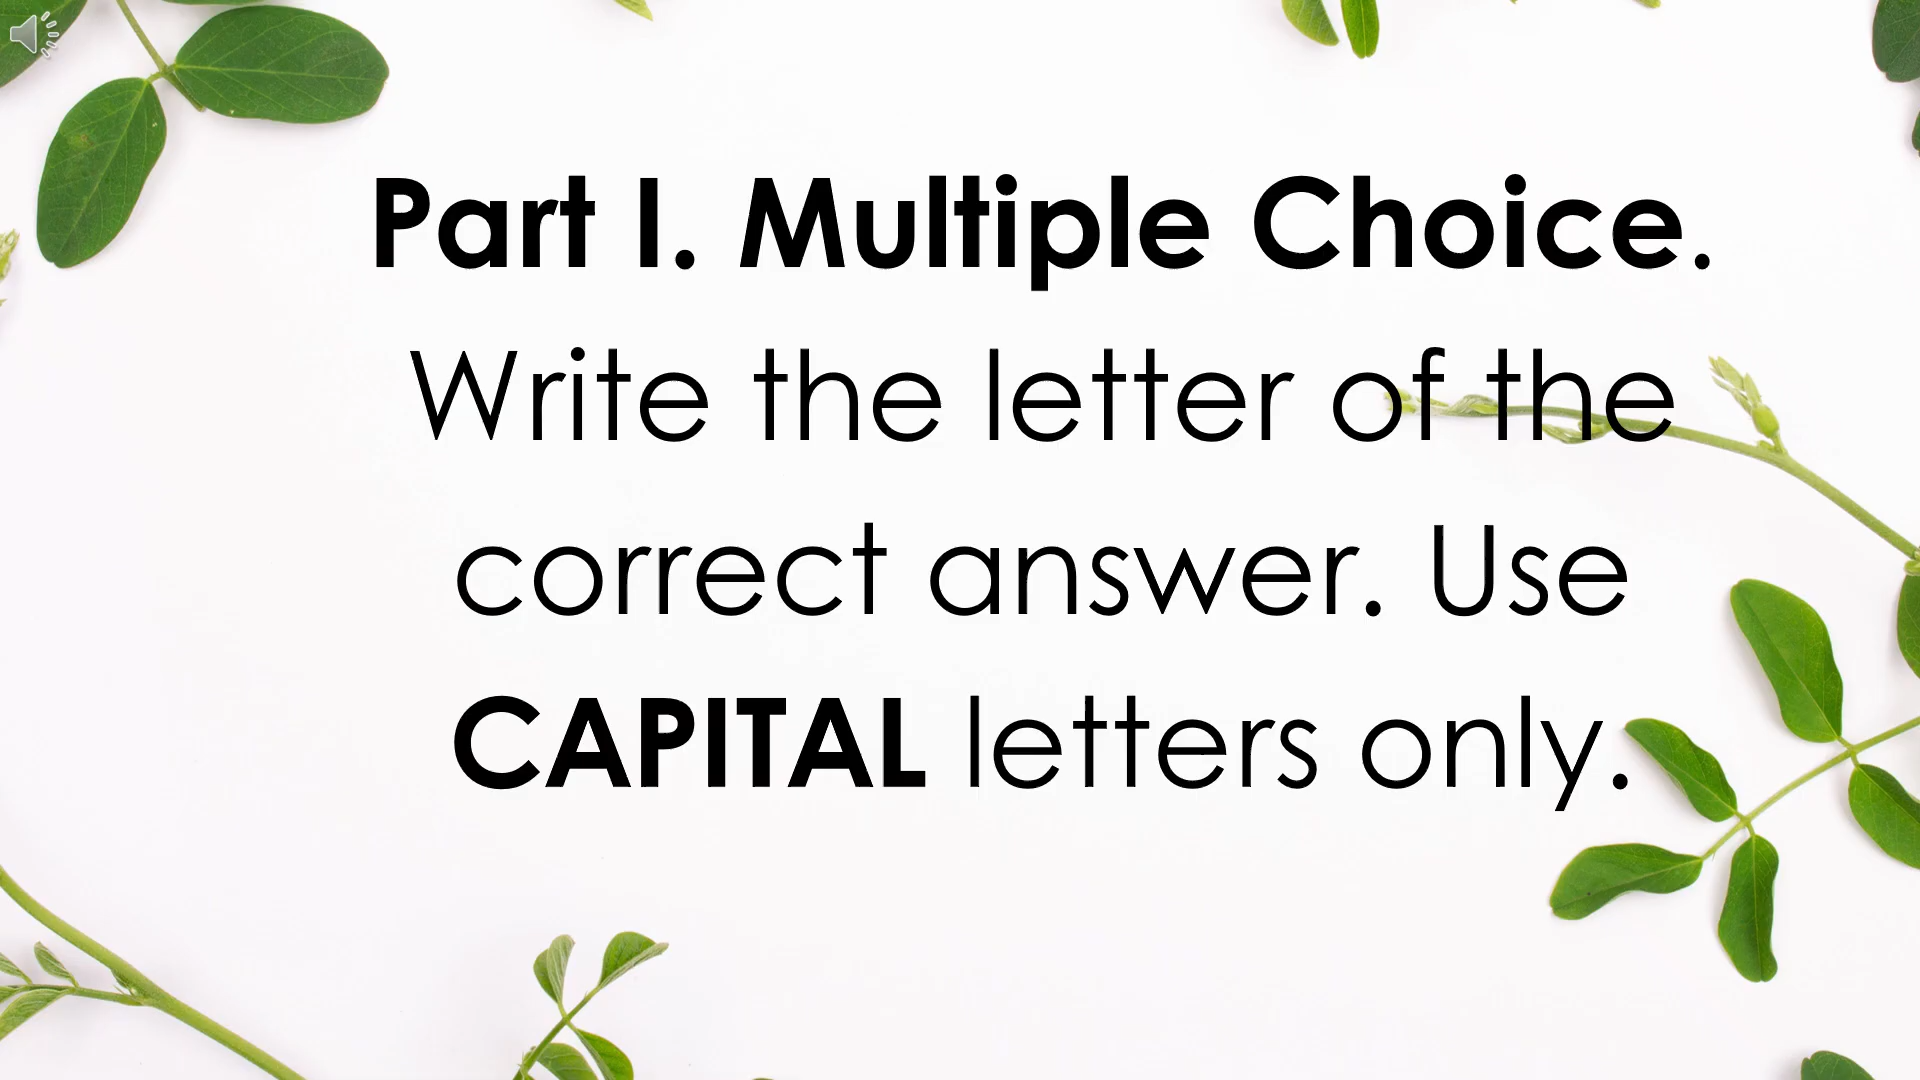 Part I. Multiple Choice.
Write the letter of the
correct answer. Use
CAPITAL letters only.